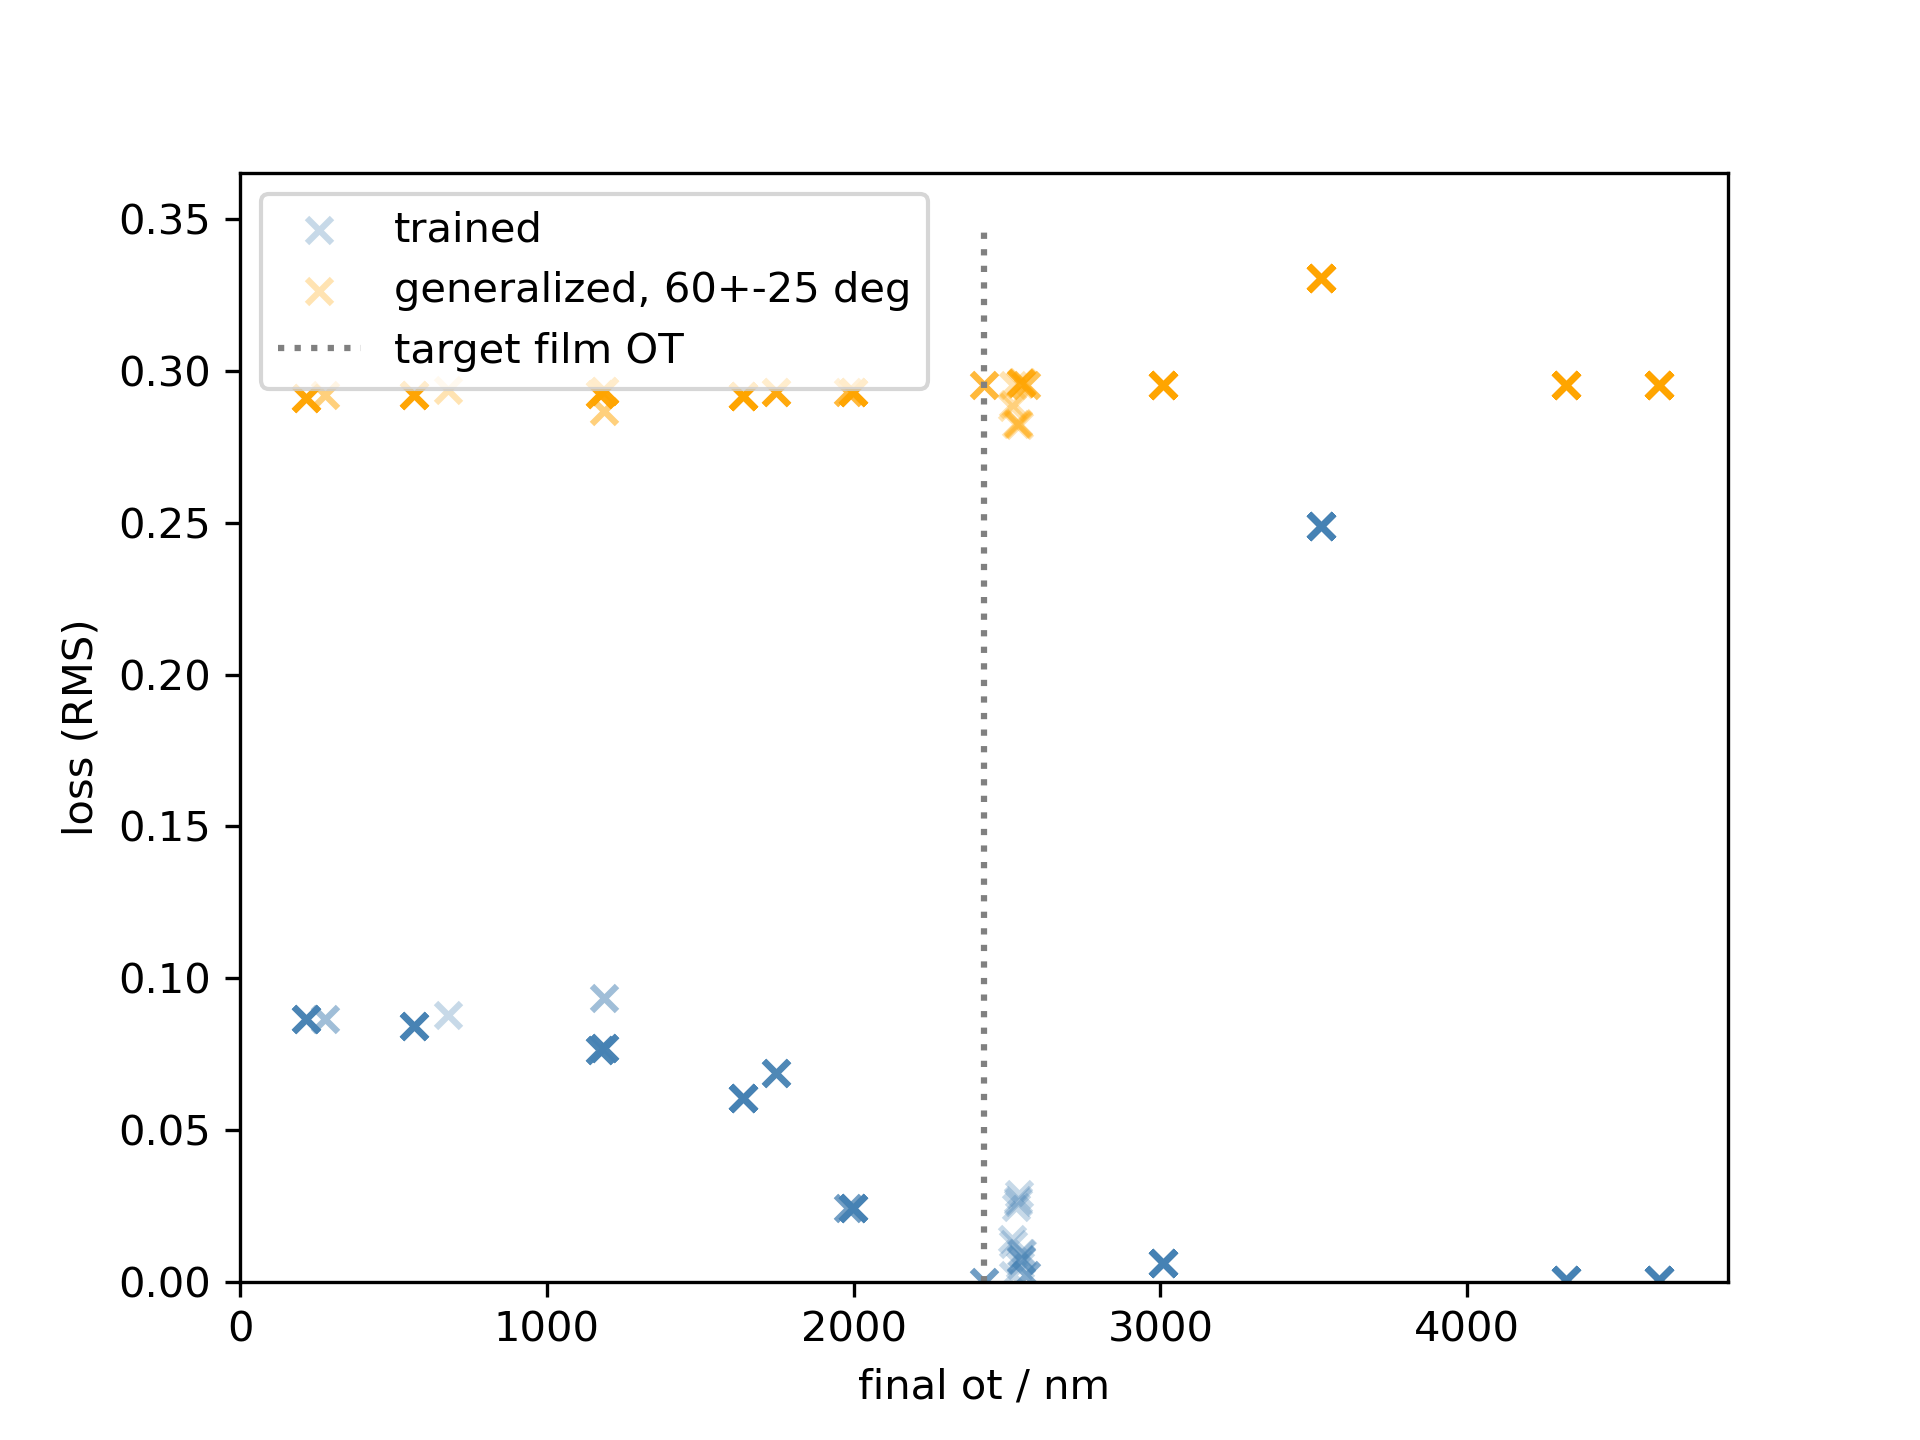 trained
generalized, 60+-25 deg
target film OT
0.35
0.30
0.25
0.20
0.15
0.10
0.05
0.00
loss (RMS)
0 1000 2000 3000 4000
final ot / nm